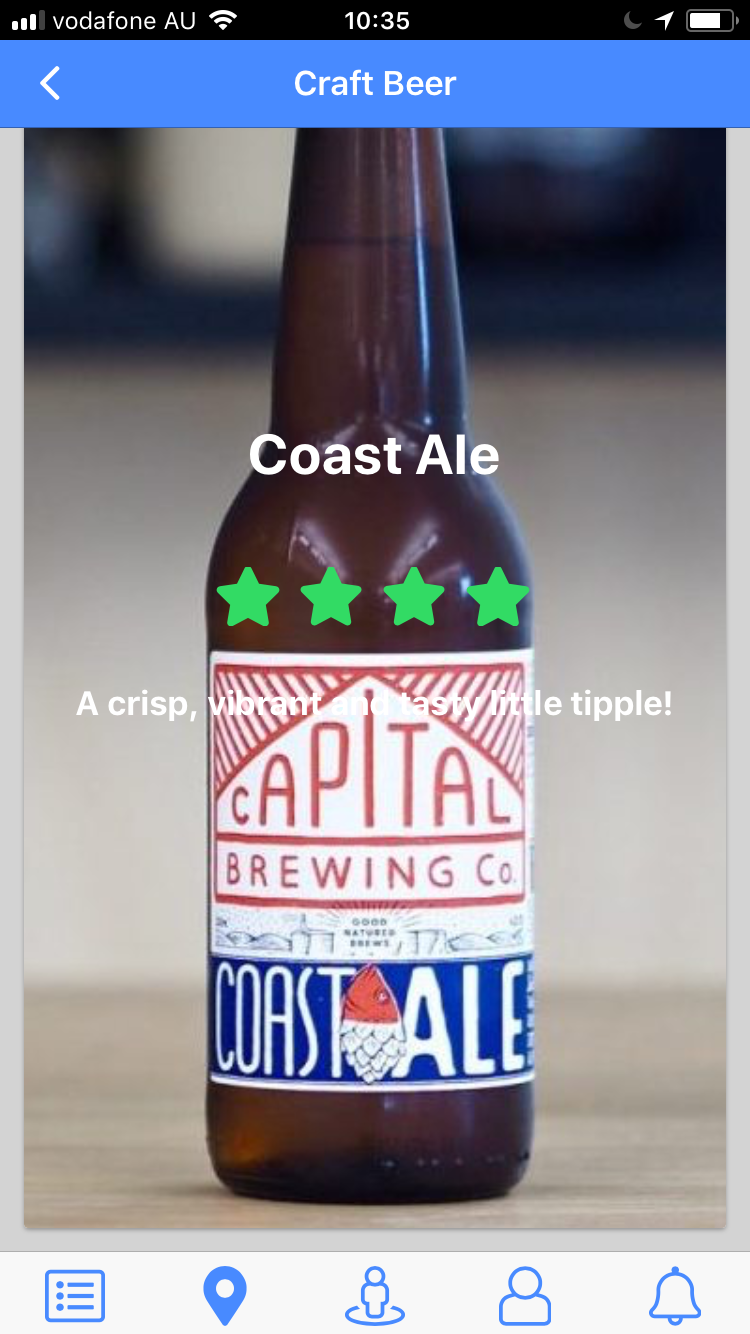 vodafone AU
10:35
Craft Beer
Coast Ale
A crisp, vibrant and tasty little tipple!
CAPITAL
BREWING Co.
GOOD
NATURED
BREWS
COAST ALE